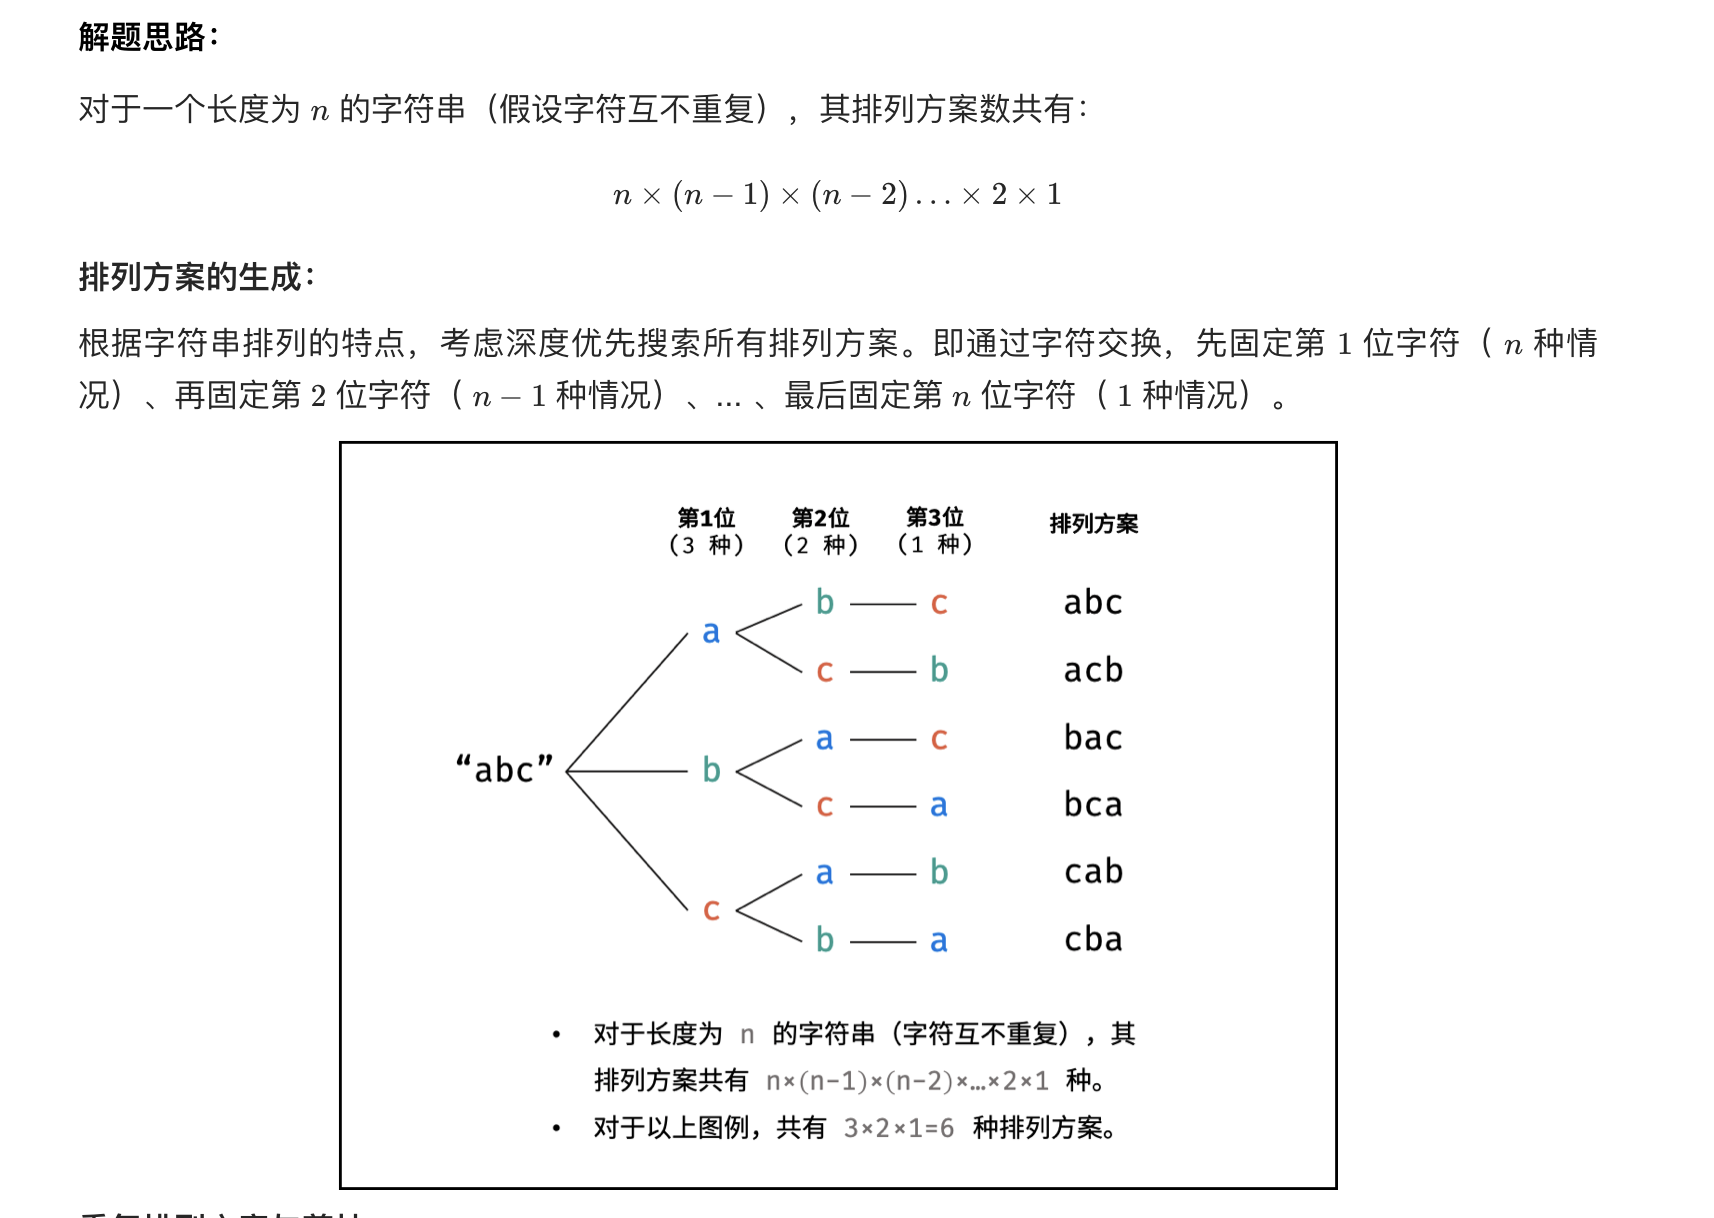 解题思路：
对于一个长度为 n 的字符串（假设字符互不重复），其排列方案数共有：
n × (n − 1) × (n − 2) … × 2 × 1
排列方案的生成：
根据字符串排列的特点，考虑深度优先搜索所有排列方案。即通过字符交换，先固定第 1 位字符（ n 种情
况）、再固定第 2 位字符（ n − 1 种情况）、... 、最后固定第 n 位字符（ 1 种情况）。
第1位 第2位 第3位 排列方案
（3 种） （2 种） （1 种）
b c abc
a
c b acb
a c bac
“abc” b
c a bca
a b cab
c
b a cba
• 对于长度为 n 的字符串（字符互不重复），其
排列方案共有 n×(n-1)×(n-2)×…×2×1 种。
• 对于以上图例，共有 3×2×1=6 种排列方案。